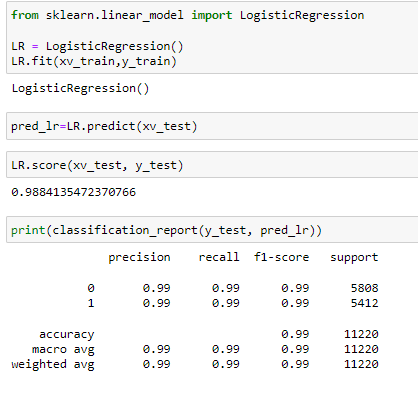 from sklearn.linear_model import LogisticRegression
LR = LogisticRegression()
LR.fit(xv_train,y_train)
LogisticRegression()
pred_lr=LR.predict(xv_test)
LR.score(xv_test, y_test)
0.9884135472370766
print(classification_report(y_test, pred_lr))
precision recall f1-score support
0 0.99 0.99 0.99 5808
1 0.99 0.99 0.99 5412
accuracy 0.99 11220
macro avg 0.99 0.99 0.99 11220
weighted avg 0.99 0.99 0.99 11220